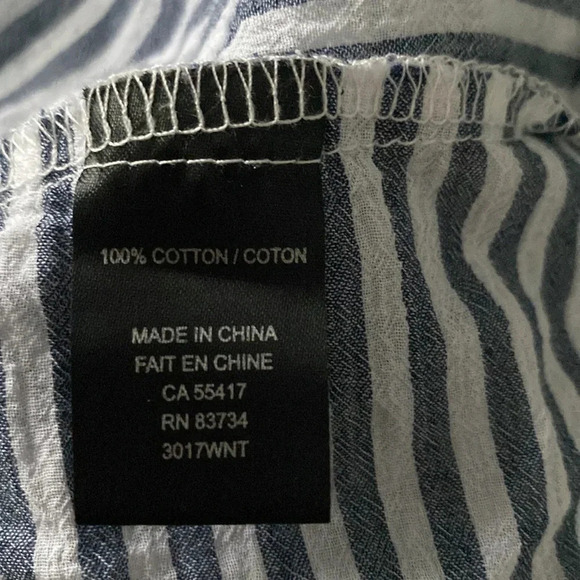 100% COTTON / COTON
MADE IN CHINA
FAIT EN CHINE
CA 55417
RN 83734
3017WNT